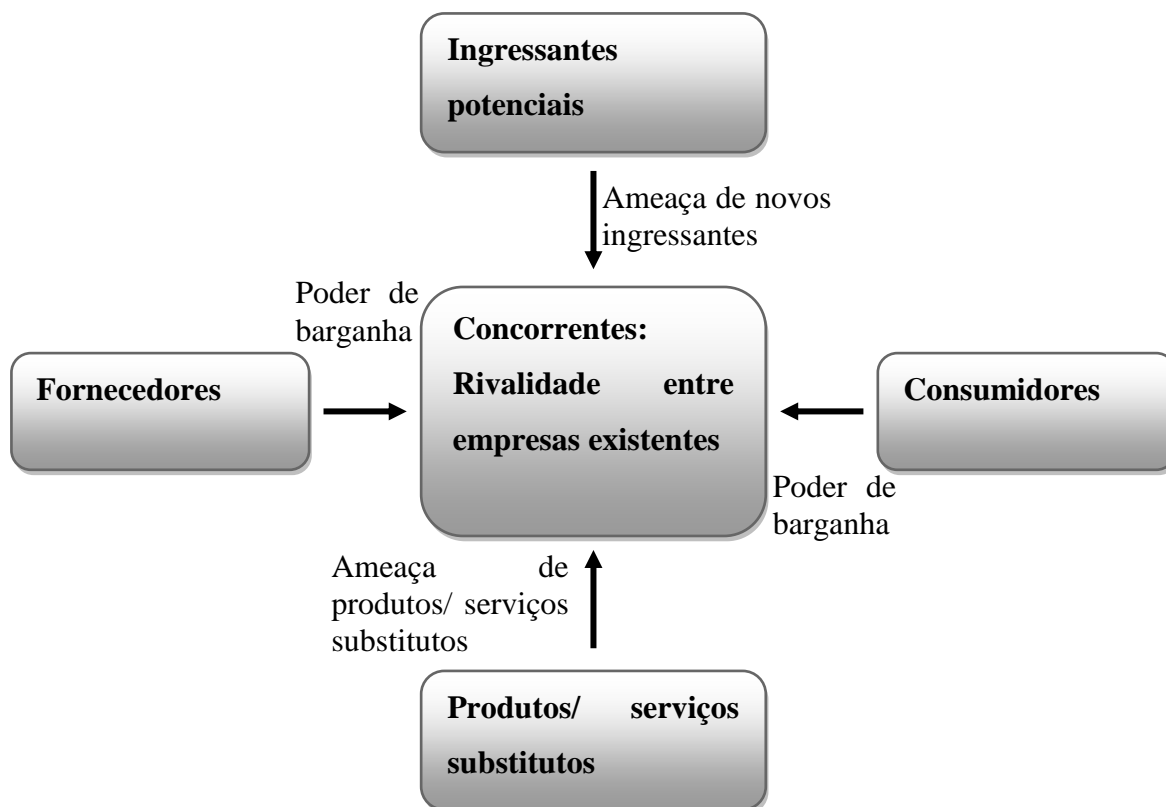 Ingressantes
potenciais
Ameaça de novos
ingressantes
Poder de
barganha
Concorrentes:
Rivalidade entre
empresas existentes
Fornecedores
Consumidores
Poder de
barganha
Ameaça de
produtos/ serviços
substitutos
Produtos/ serviços
substitutos